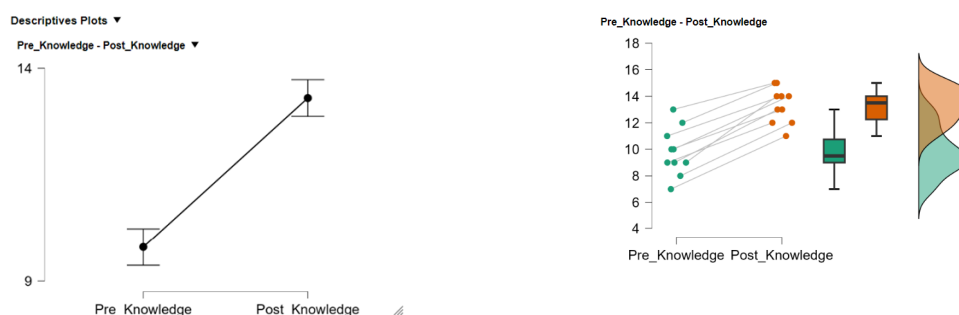 Descriptives Plots ▼
Pre_Knowledge - Post_Knowledge ▼
14
9
Pre_Knowledge Post_Knowledge
Pre_Knowledge - Post_Knowledge
18
16
14
12
10
8
6
4
Pre_Knowledge Post_Knowledge